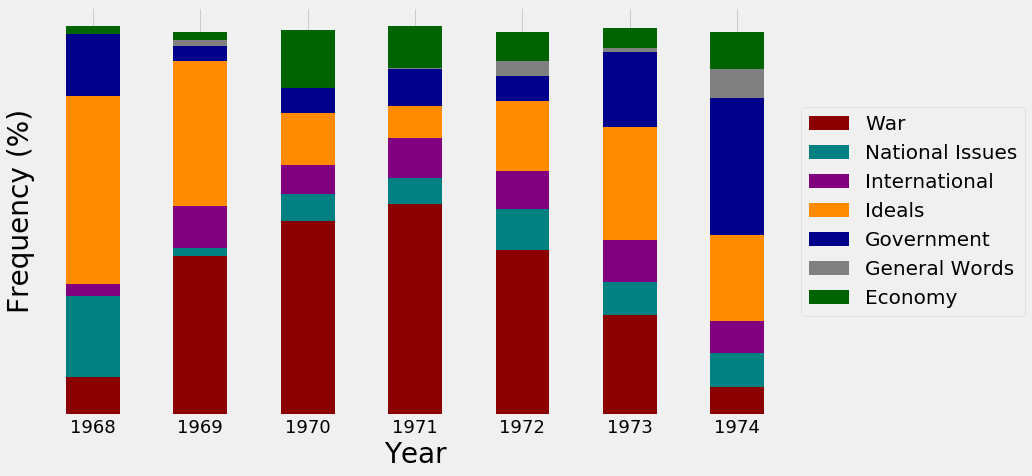 Frequency (%)
1968 1969 1970 1971 1972 1973 1974
Year
War
National Issues
International
Ideals
Government
General Words
Economy